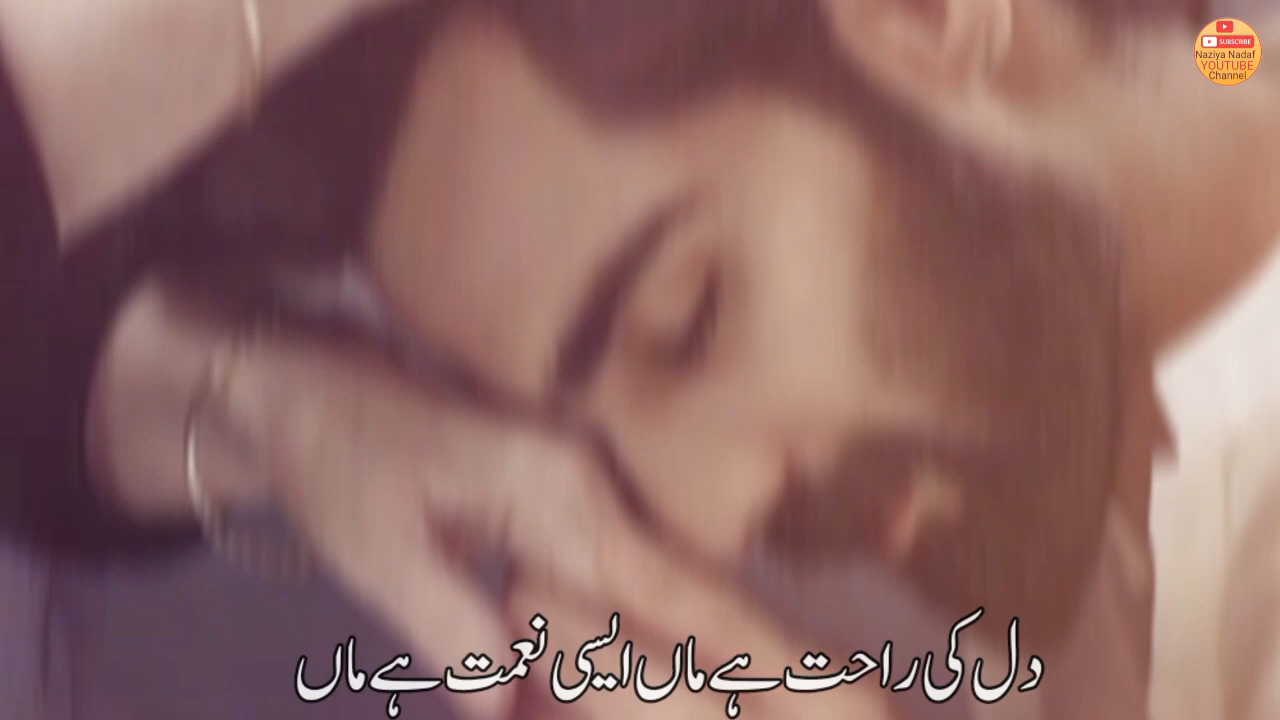 SUBSCRIBE
Naziya Nadaf
YOUTUBE
Channel
دل کی راحت ہے ماں ایسی نعمت ہے ماں